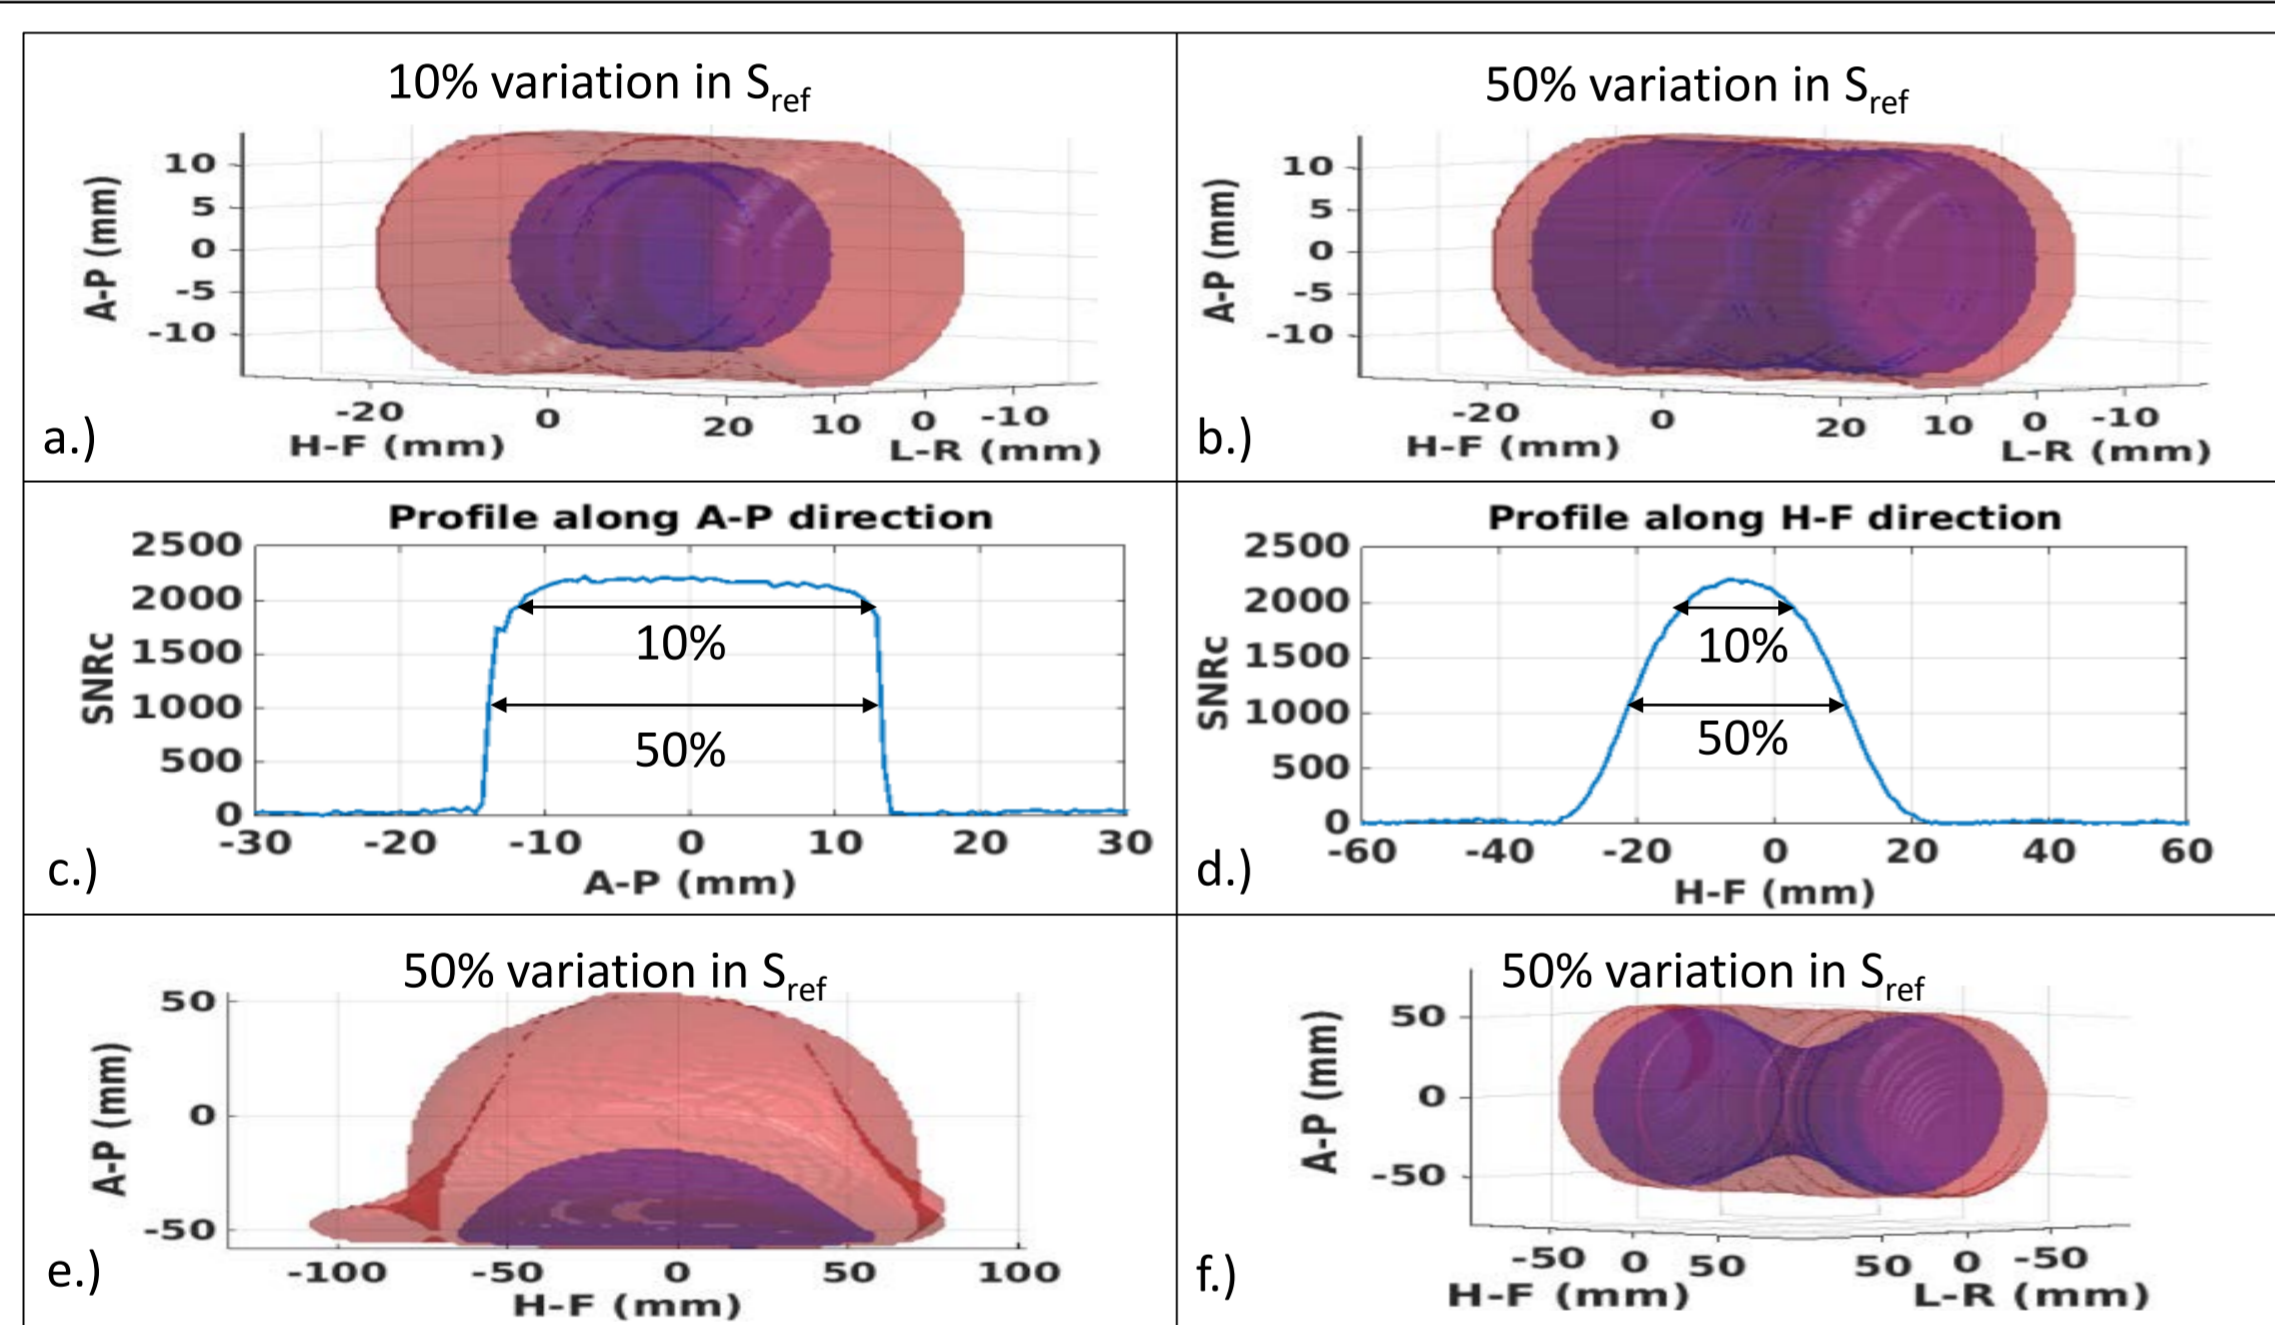 10% variation in Sref
A-P (mm)
10
5
0
-5
-10
-20 0 20 10 0 -10
H-F (mm) L-R (mm)
a.)
50% variation in Sref
A-P (mm)
10
5
0
-5
-10
-20 0 20 10 0 -10
H-F (mm) L-R (mm)
b.)
Profile along A-P direction
SNRc
2500
2000
1500
1000
500
0
10%
50%
-30 -20 -10 0 10 20 30
A-P (mm)
c.)
Profile along H-F direction
SNRc
2500
2000
1500
1000
500
0
10%
50%
-60 -40 -20 0 20 40 60
H-F (mm)
d.)
50% variation in Sref
A-P (mm)
50
0
-50
-100 -50 0 50 100
H-F (mm)
e.)
50% variation in Sref
A-P (mm)
50
0
-50
-50 0 50 50 0 -50
H-F (mm) L-R (mm)
f.)